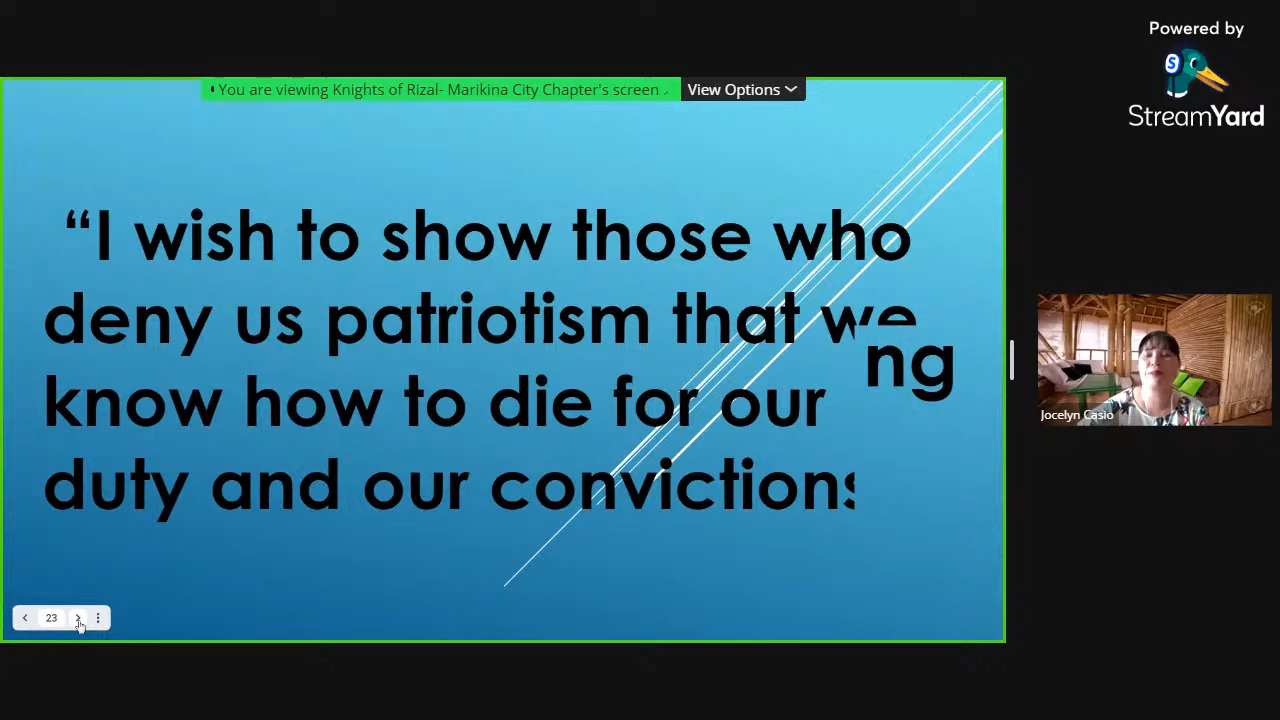 Powered by
StreamYard
You are viewing Knights of Rizal- Marikina City Chapter's screen
View Options
“I wish to show those who
deny us patriotism that we
ng
know how to die for our
duty and our convictions
Jocelyn Casio
23